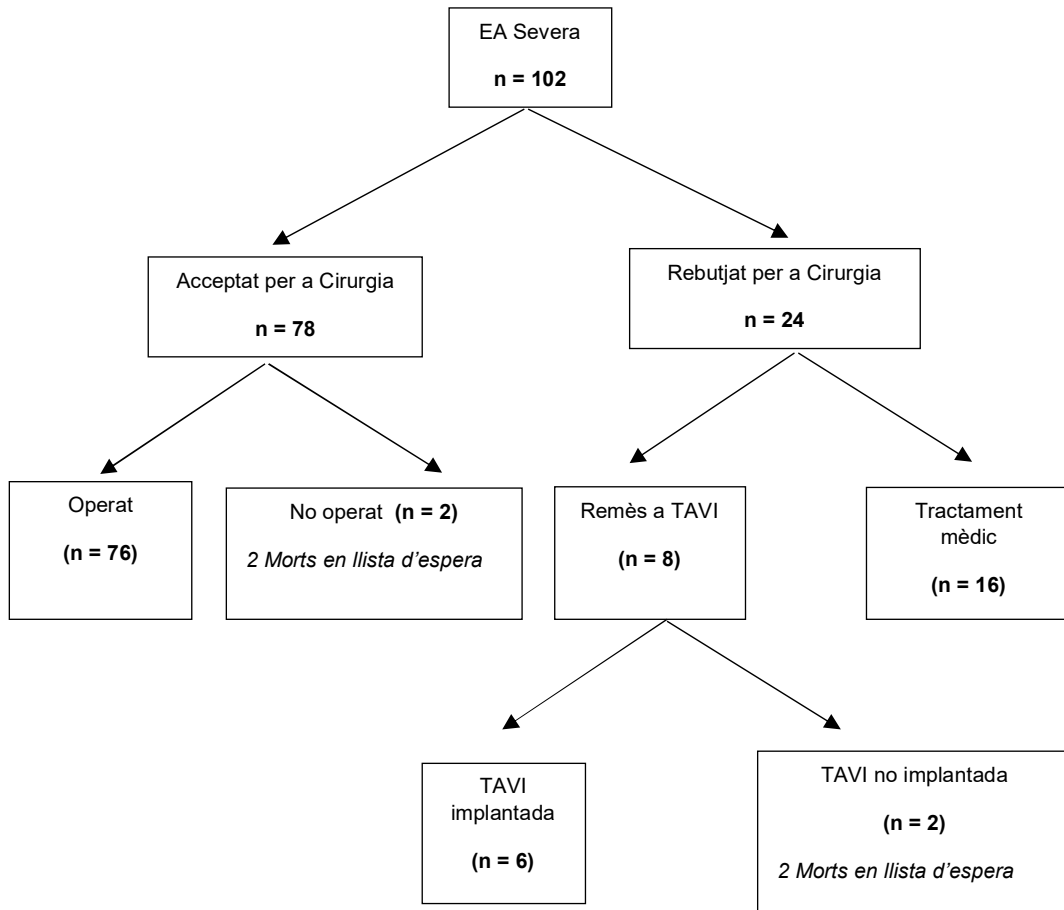 EA Severa
n = 102
Acceptat per a Cirurgia
n = 78
Rebutjat per a Cirurgia
n = 24
Operat
(n = 76)
No operat (n = 2)
2 Morts en llista d'espera
Remès a TAVI
(n = 8)
Tractament
mèdic
(n = 16)
TAVI
implantada
(n = 6)
TAVI no implantada
(n = 2)
2 Morts en llista d'espera